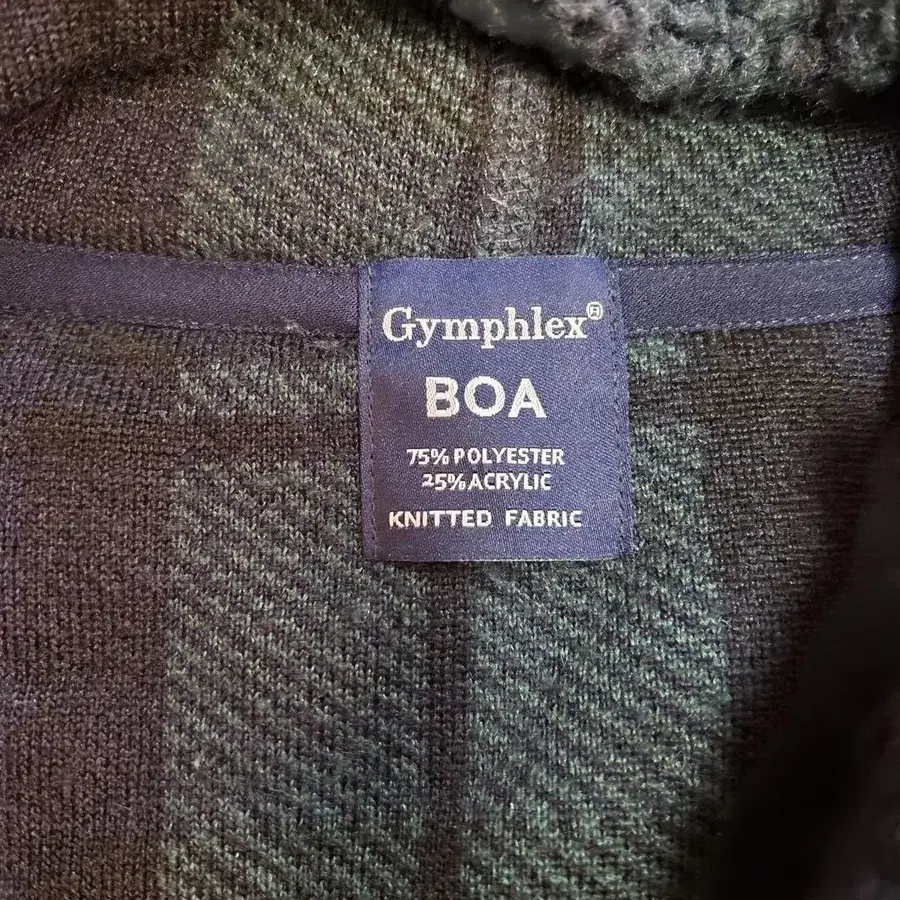 Gymphlex®
BOA
75% POLYESTER
25% ACRYLIC
KNITTED FABRIC